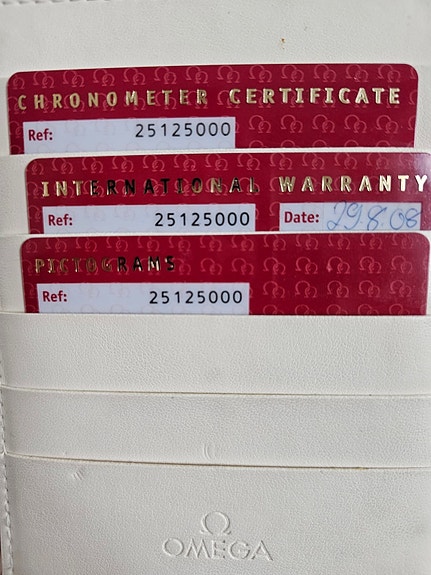 CHRONOMETER CERTIFICATE
Ref: 25125000
INTERNATIONAL WARRANTY
Ref: 25125000 Date: 29.8.08
PICTOGRAMS
Ref: 25125000
OMEGA